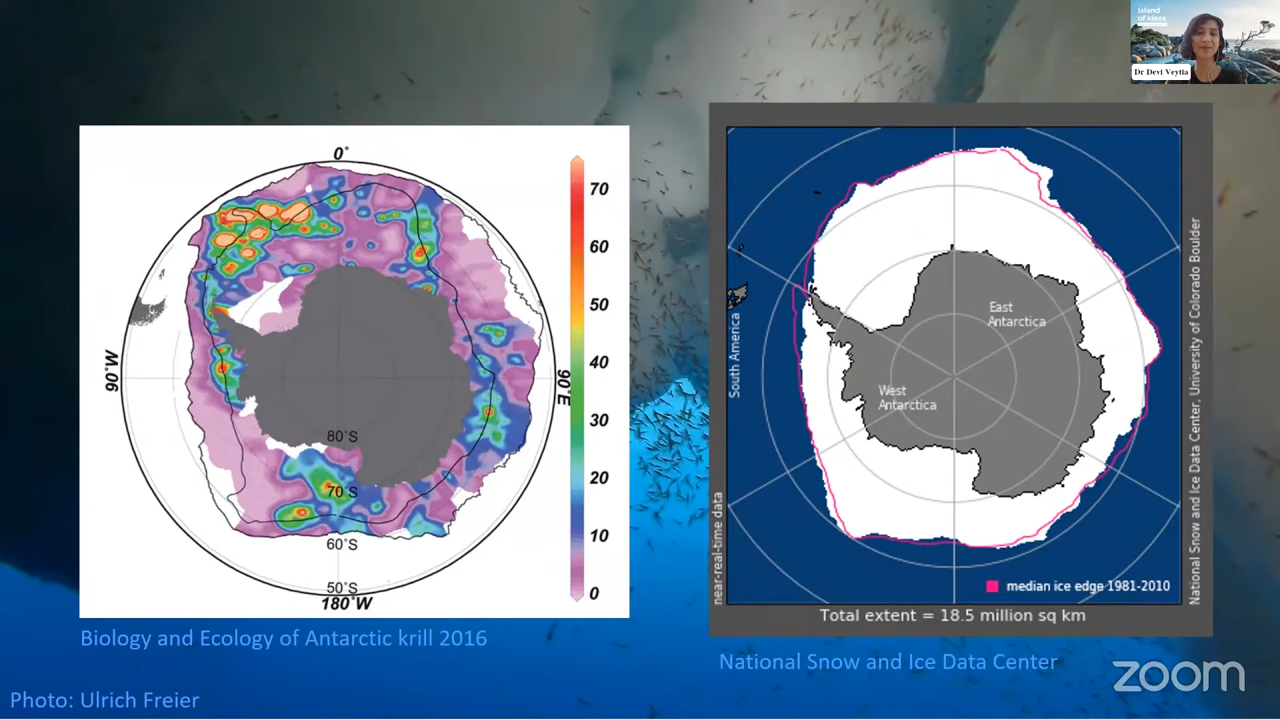 Island
of Ideas
Dr Devi Veytia
0°
70
60
50
40
30
20
10
0
90°W
90°E
80°S
70°S
60°S
50°S
180°W
East
Antarctica
West
Antarctica
South America
near-real-time data
National Snow and Ice Data Center, University of Colorado Boulder
median ice edge 1981-2010
Total extent = 18.5 million sq km
Biology and Ecology of Antarctic krill 2016
National Snow and Ice Data Center
Photo: Ulrich Freier
zoom